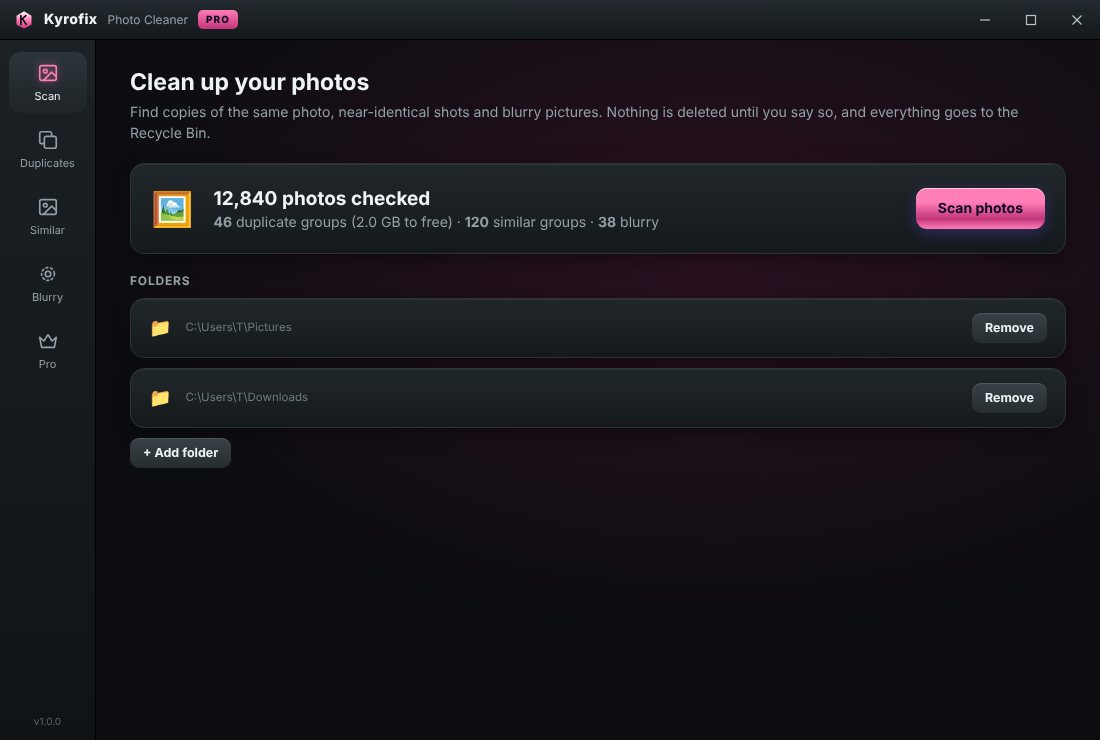 Kyrofix Photo Cleaner PRO
Scan
Duplicates
Similar
Blurry
Pro
v1.0.0
Clean up your photos
Find copies of the same photo, near-identical shots and blurry pictures. Nothing is deleted until you say so, and everything goes to the
Recycle Bin.
12,840 photos checked
46 duplicate groups (2.0 GB to free) · 120 similar groups · 38 blurry
Scan photos
FOLDERS
C:\Users\T\Pictures
Remove
C:\Users\T\Downloads
Remove
+ Add folder